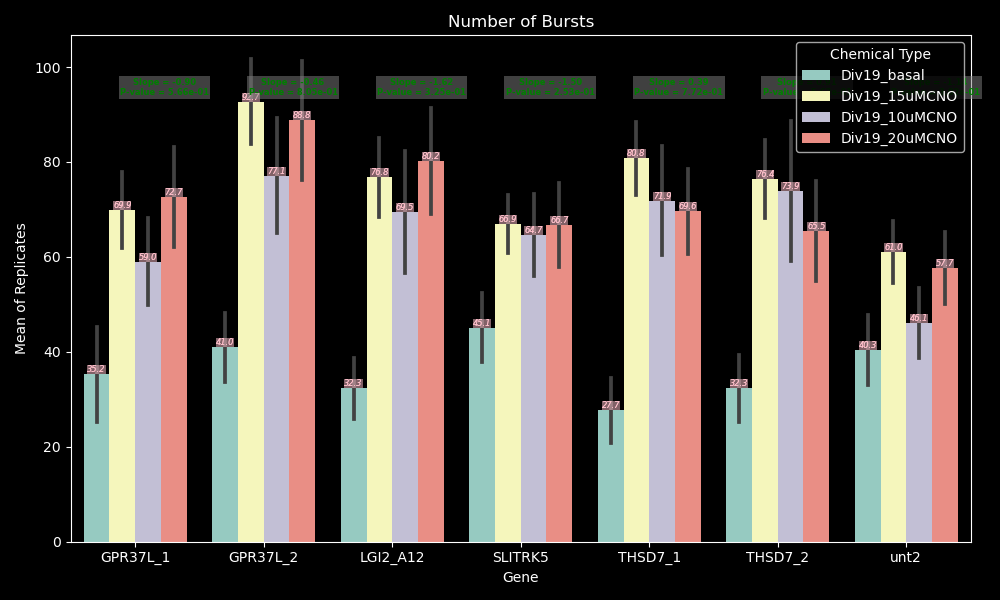 Number of Bursts
Chemical Type
Div19_basal
Div19_15uMCNO
Div19_10uMCNO
Div19_20uMCNO
Mean of Replicates
100
80
60
40
20
0
35.2
69.9
59.0
72.7
41.0
92.7
77.1
88.8
32.3
76.8
69.5
80.2
45.1
66.9
64.7
66.7
27.7
80.8
71.9
69.6
32.3
76.4
73.9
65.5
40.3
61.0
46.1
57.7
GPR37L_1
GPR37L_2
LGI2_A12
SLITRK5
THSD7_1
THSD7_2
unt2
Gene